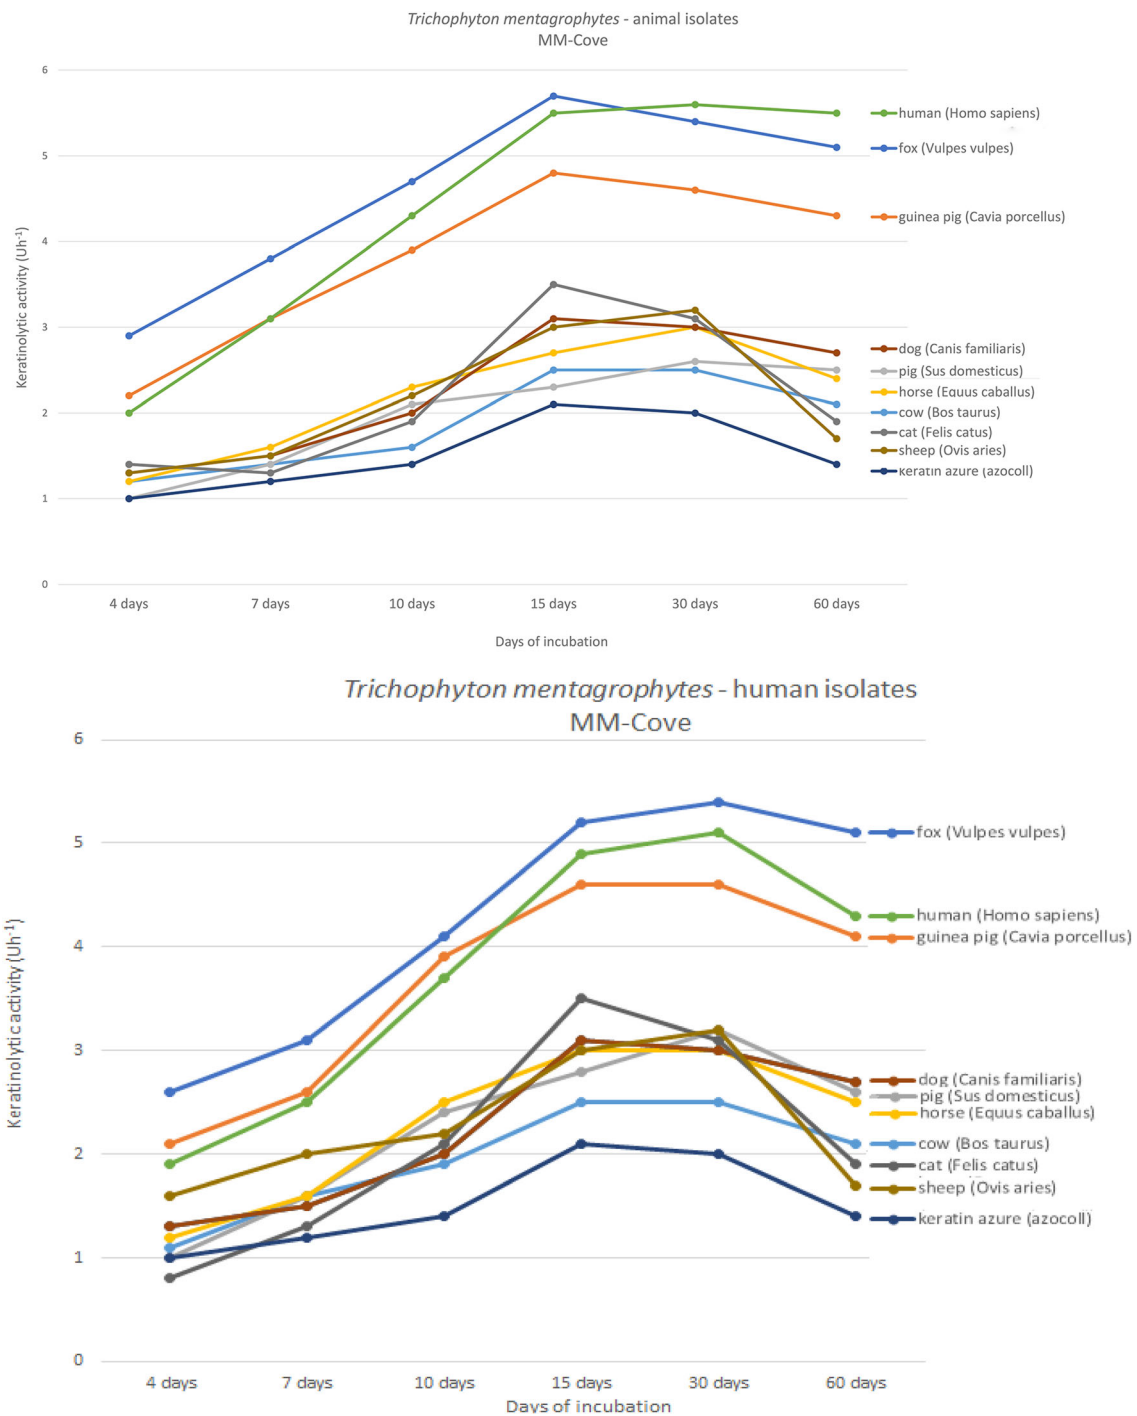 Trichophyton mentagrophytes - animal isolates
MM-Cove
6
5
4
3
2
1
0
Keratinolytic activity (Uh-1)
4 days
7 days
10 days
15 days
30 days
60 days
Days of incubation
human (Homo sapiens)
fox (Vulpes vulpes)
guinea pig (Cavia porcellus)
dog (Canis familiaris)
pig (Sus domesticus)
horse (Equus caballus)
cow (Bos taurus)
cat (Felis catus)
sheep (Ovis aries)
keratin azure (azocoll)
Trichophyton mentagrophytes - human isolates
MM-Cove
6
5
4
3
2
1
0
Keratinolytic activity (Uh-1)
4 days
7 days
10 days
15 days
30 days
60 days
Days of incubation
fox (Vulpes vulpes)
human (Homo sapiens)
guinea pig (Cavia porcellus)
dog (Canis familiaris)
pig (Sus domesticus)
horse (Equus caballus)
cow (Bos taurus)
cat (Felis catus)
sheep (Ovis aries)
keratin azure (azocoll)